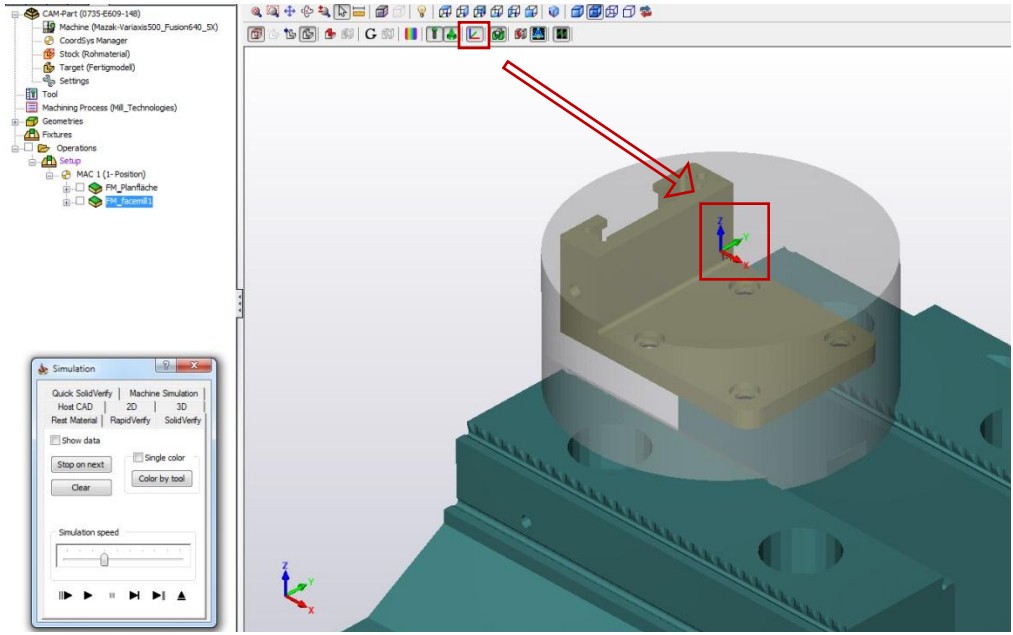 CAM-Part (0735-E609-148)
Machine (Mazak-Variaxis500_Fusion640_5X)
CoordSys Manager
Stock (Rohmaterial)
Target (Fertigmodell)
Settings
Tool
Machining Process (Mill_Technologies)
Geometries
Fixtures
Operations
Setup
MAC 1 (1- Position)
FM_Planfläche
FM_facemill1
G
Z
Y
X
Simulation
?
Quick SolidVerify
Machine Simulation
Host CAD
2D
3D
Rest Material
RapidVerify
SolidVerify
Show data
Stop on next
Single color
Clear
Color by tool
Simulation speed
Z
Y
X